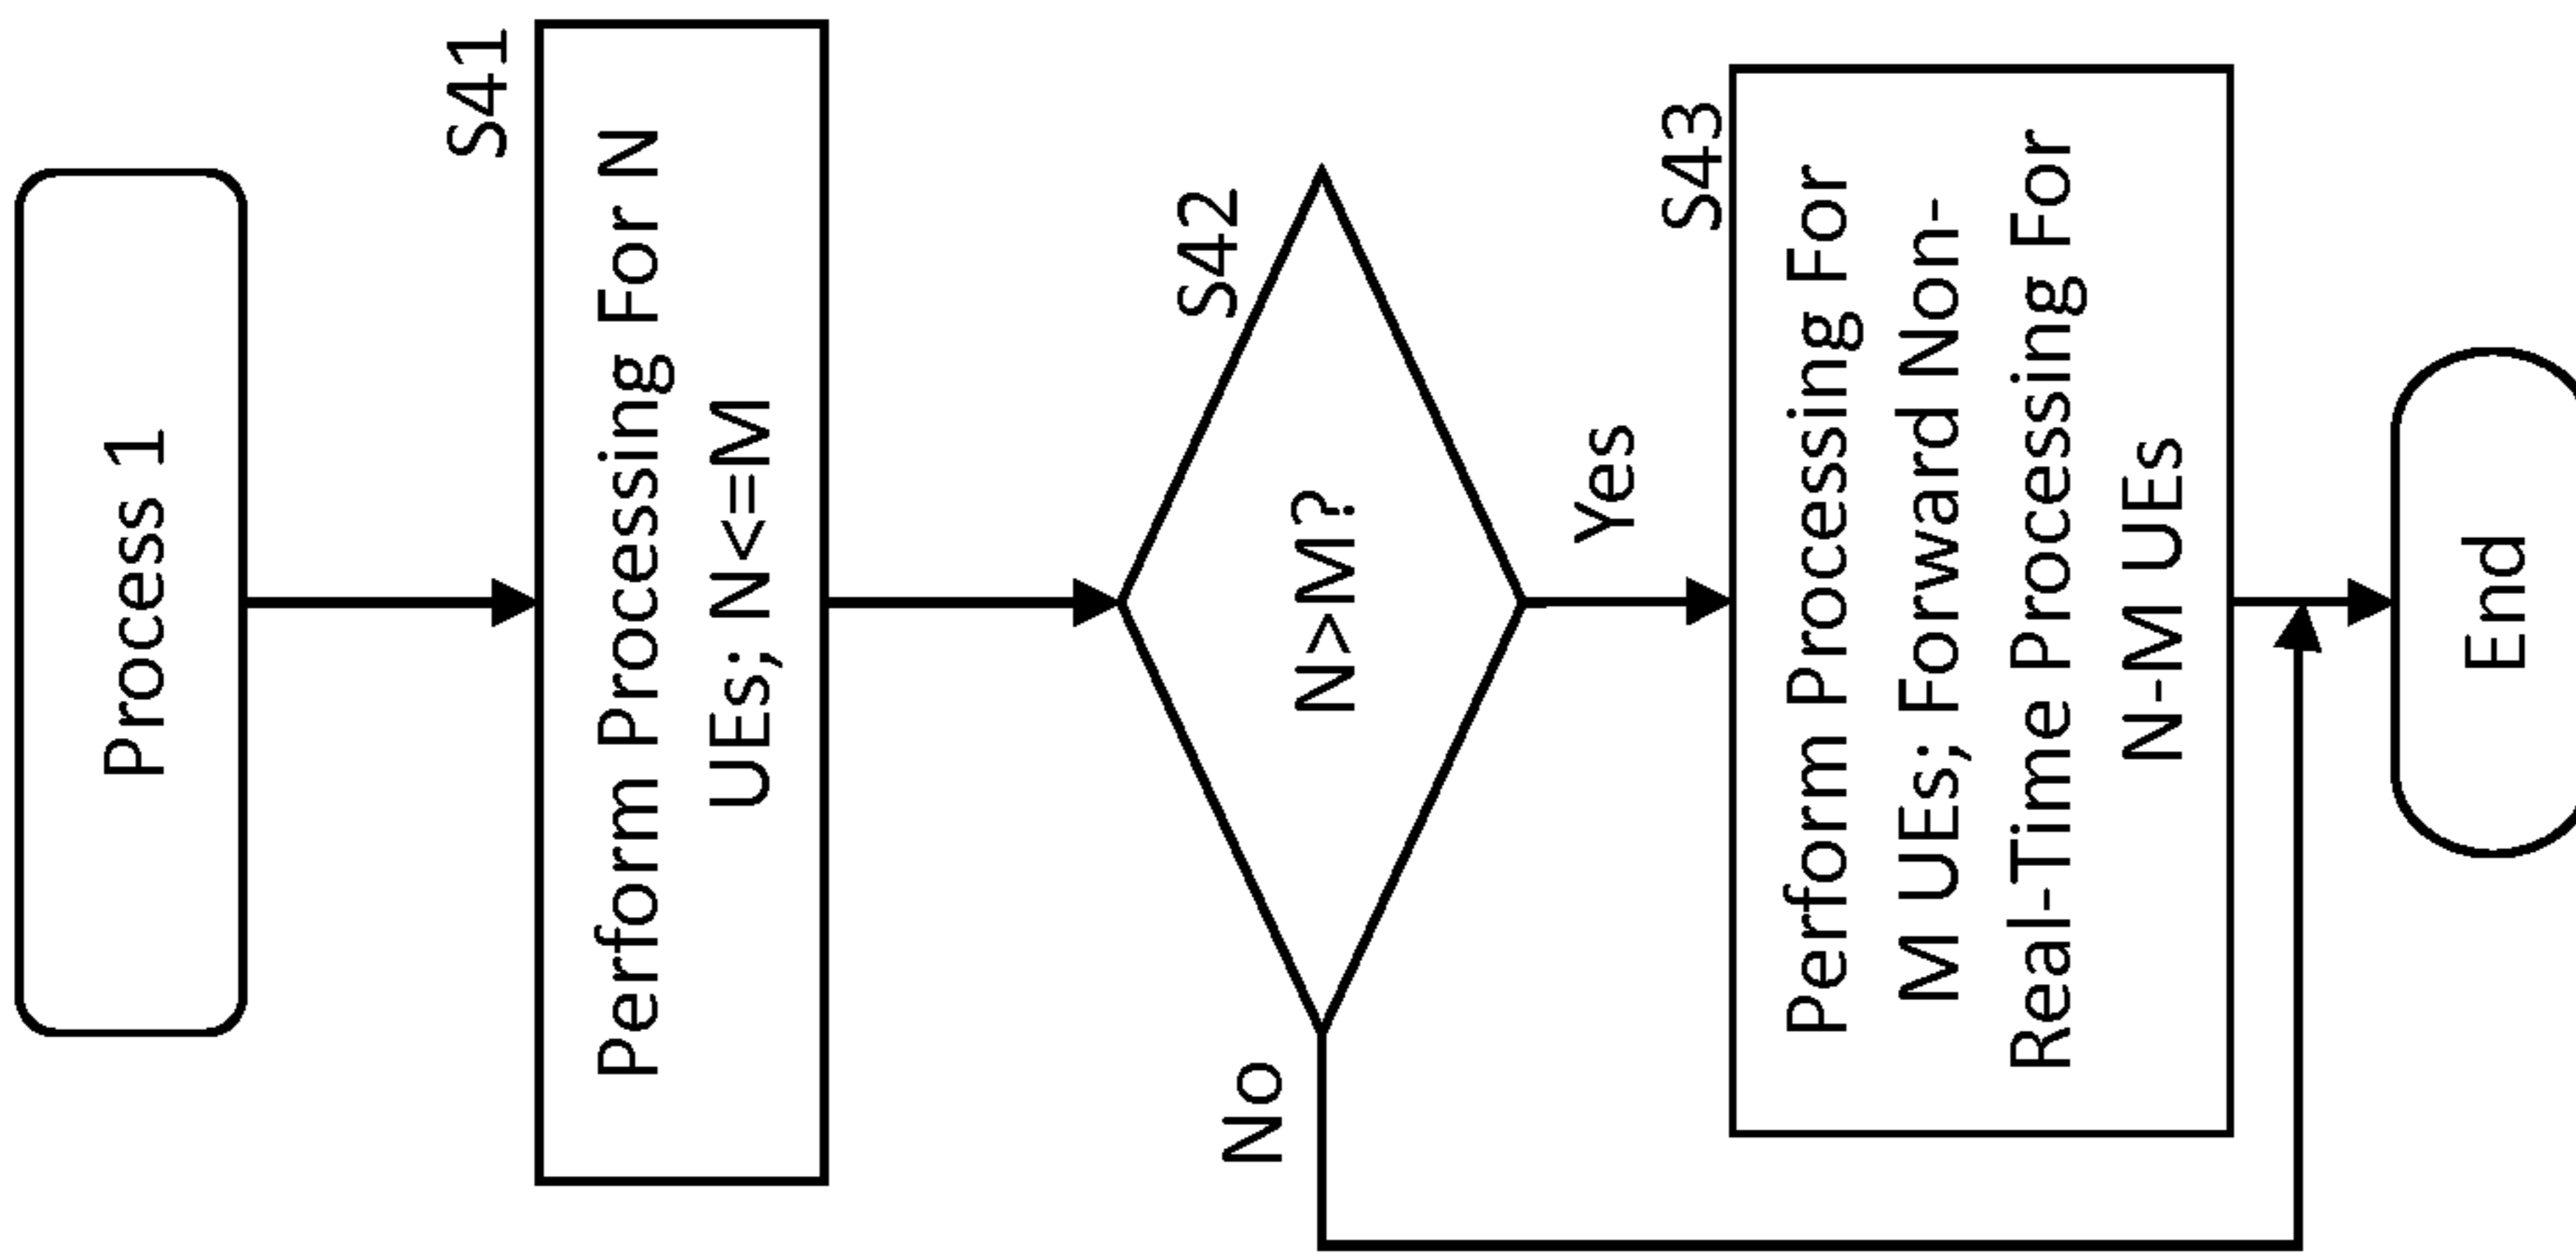 Process 1
S41
Perform Processing For N
UEs; N<=M
S42
N>M?
No
Yes
S43
Perform Processing For
M UEs; Forward Non-
Real-Time Processing For
N-M UEs
End